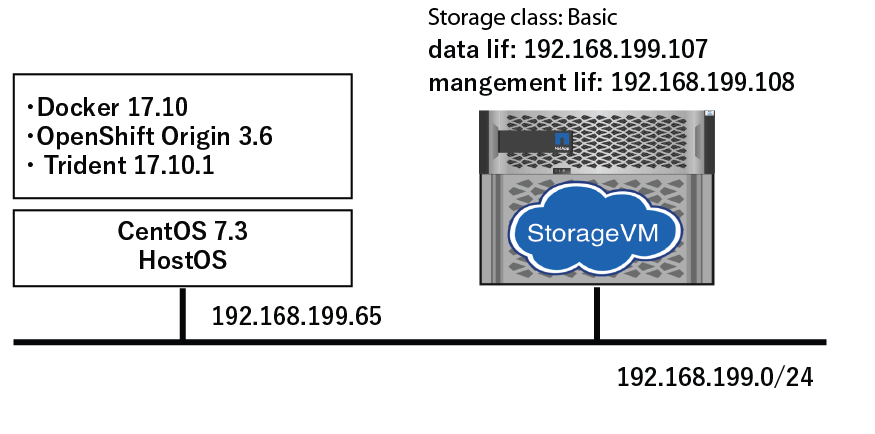 Storage class: Basic
data lif: 192.168.199.107
mangement lif: 192.168.199.108
・Docker 17.10
・OpenShift Origin 3.6
・ Trident 17.10.1
NetApp
CentOS 7.3
HostOS
StorageVM
192.168.199.65
192.168.199.0/24